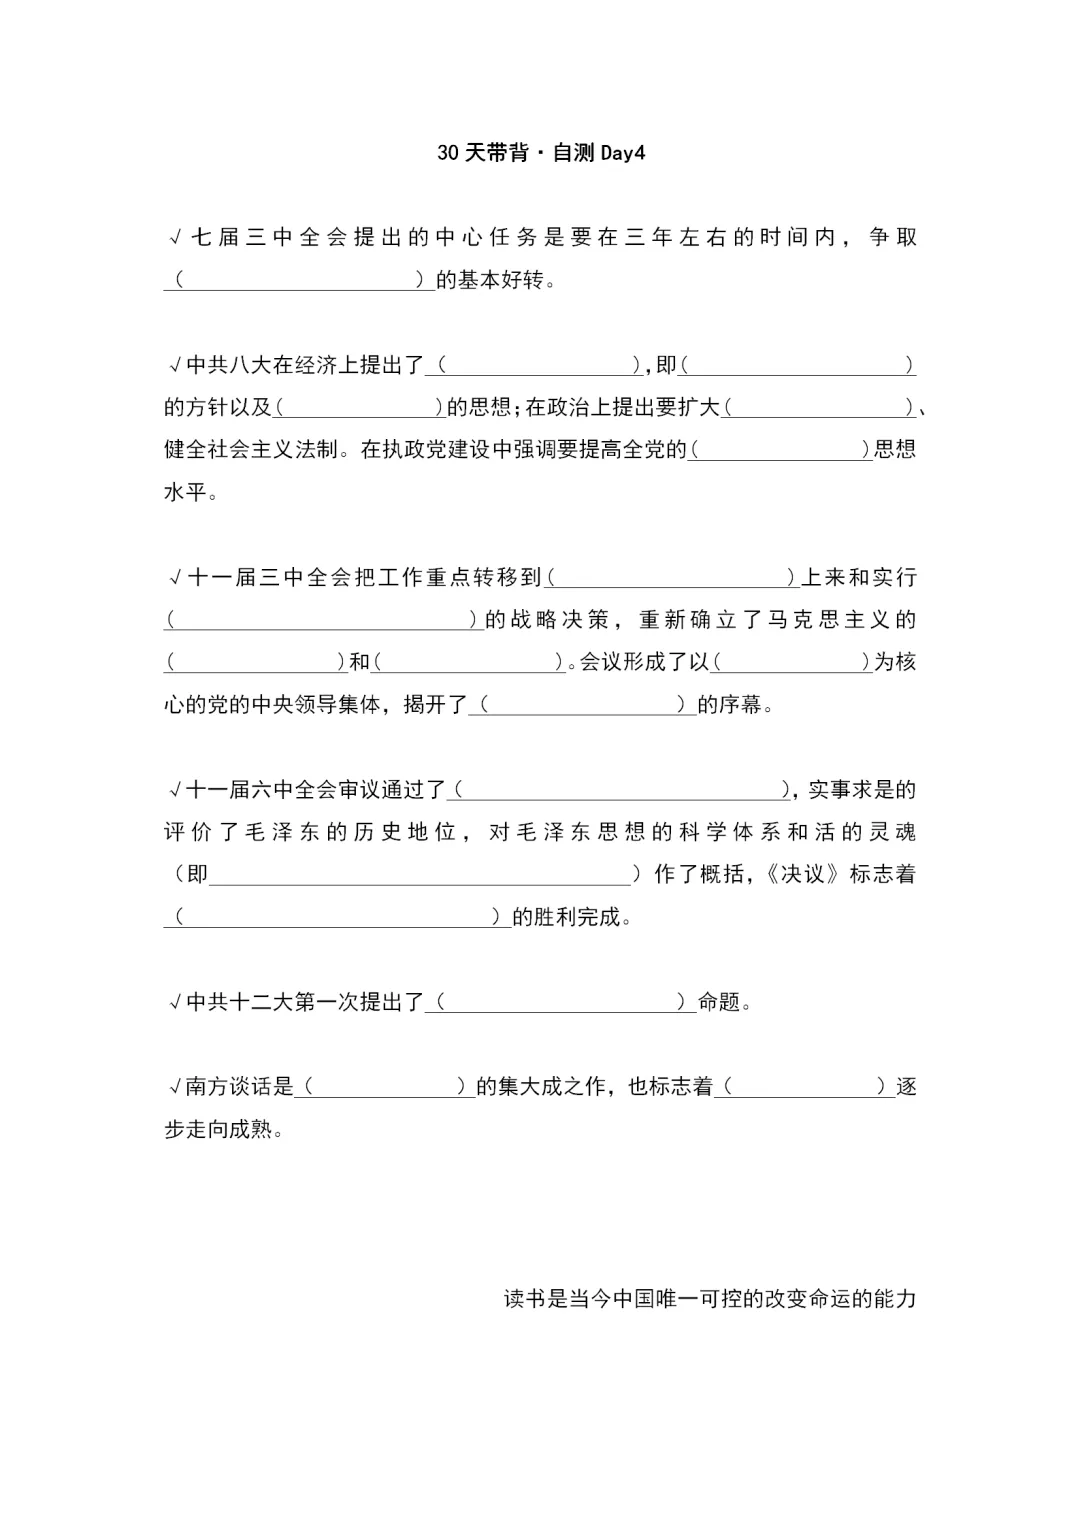 30 天带背·自测 Day4
√七届三中全会提出的中心任务是要在三年左右的时间内，争取
（                    ）的基本好转。
√中共八大在经济上提出了（                ），即(                  )
的方针以及(            )的思想；在政治上提出要扩大(              )、
健全社会主义法制。在执政党建设中强调要提高全党的(             )思想
水平。
√十一届三中全会把工作重点转移到(                  )上来和实行
(                       )的战略决策，重新确立了马克思主义的
(             )和(              )。会议形成了以(           )为核
心的党的中央领导集体，揭开了（               ）的序幕。
√十一届六中全会审议通过了（                          ），实事求是的
评价了毛泽东的历史地位，对毛泽东思想的科学体系和活的灵魂
（即                                  ）作了概括，《决议》标志着
（                         ）的胜利完成。
√中共十二大第一次提出了（                   ）命题。
√南方谈话是（            ）的集大成之作，也标志着（            ）逐
步走向成熟。
读书是当今中国唯一可控的改变命运的能力